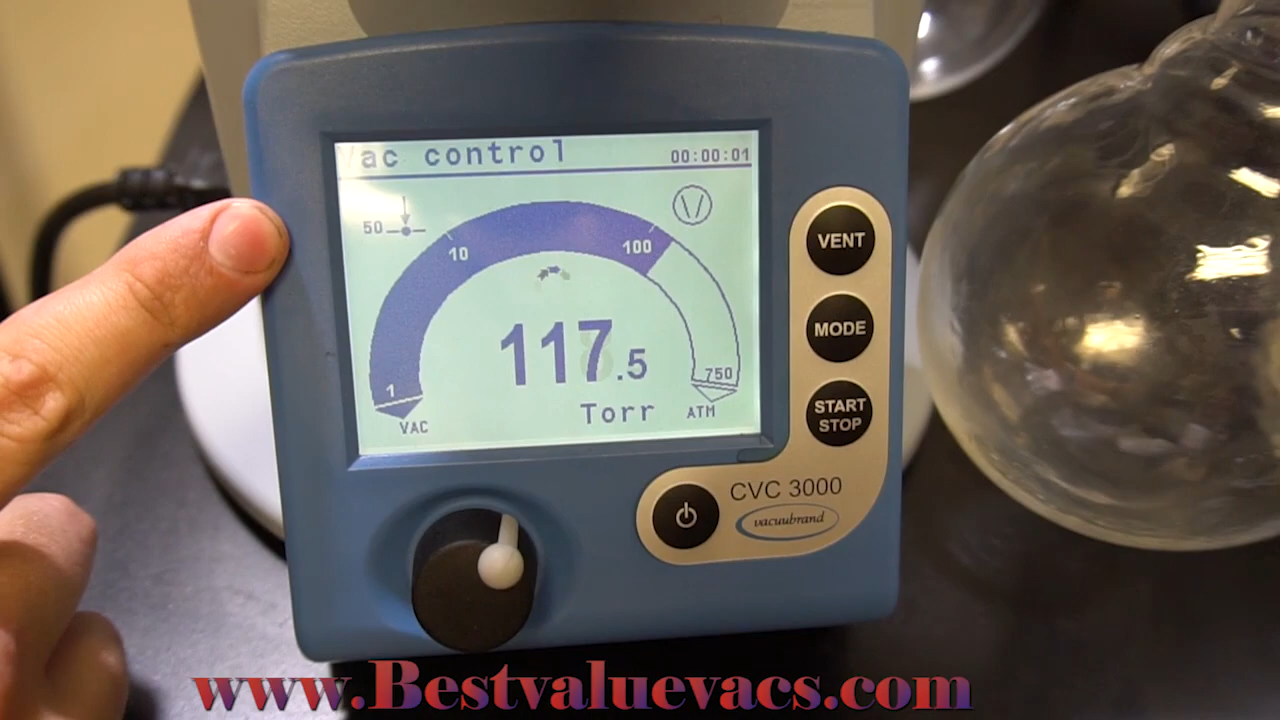 Vac control 00:00:01
50
10
100
117.5
Torr
1
VAC
750
ATM
VENT
MODE
START
STOP
CVC 3000
vacuubrand
www.Bestvaluevacs.com